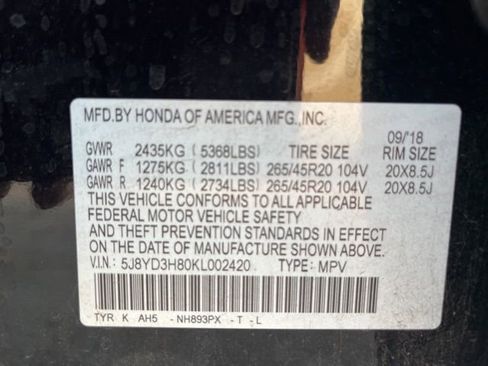 MFD.BY HONDA OF AMERICA MFG.,INC.
09/'18
GVWR 2435KG ( 5368LBS) TIRE SIZE RIM SIZE
GAWR F 1275KG ( 2811LBS) 265/45R20 104V 20X8.5J
GAWR R 1240KG ( 2734LBS) 265/45R20 104V 20X8.5J
THIS VEHICLE CONFORMS TO ALL APPLICABLE
FEDERAL MOTOR VEHICLE SAFETY
AND THEFT PREVENTION STANDARDS IN EFFECT
ON THE DATE OF MANUFACTURE SHOWN ABOVE.
V.I.N: 5J8YD3H80KL002420 TYPE: MPV
TYR K AH5 - NH893PX - T - L